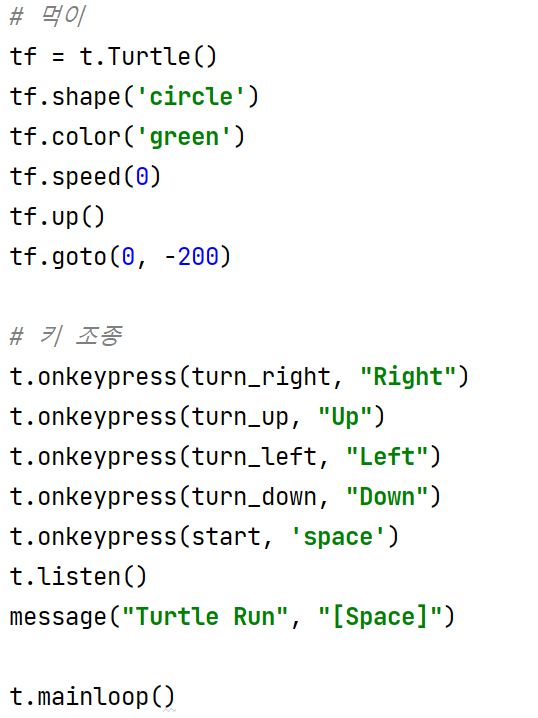 # 먹이
tf = t.Turtle()
tf.shape('circle')
tf.color('green')
tf.speed(0)
tf.up()
tf.goto(0, -200)

# 키 조종
t.onkeypress(turn_right, "Right")
t.onkeypress(turn_up, "Up")
t.onkeypress(turn_left, "Left")
t.onkeypress(turn_down, "Down")
t.onkeypress(start, 'space')
t.listen()
message("Turtle Run", "[Space]")

t.mainloop()